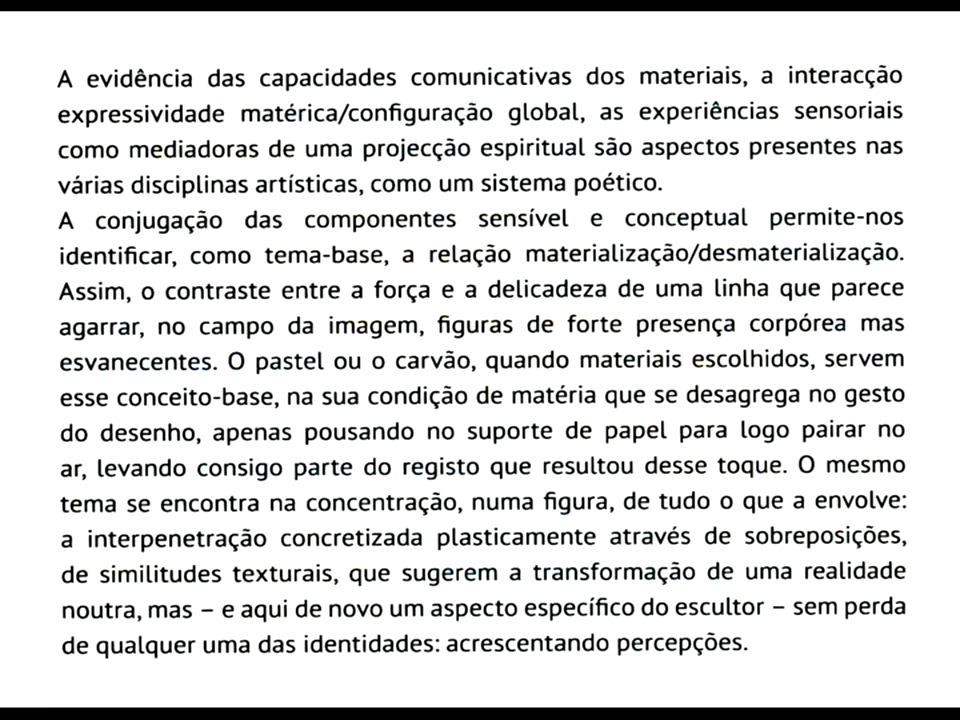 A evidência das capacidades comunicativas dos materiais, a interacção
expressividade matérica/configuração global, as experiências sensoriais
como mediadoras de uma projecção espiritual são aspectos presentes nas
várias disciplinas artísticas, como um sistema poético.
A conjugação das componentes sensível e conceptual permite-nos
identificar, como tema-base, a relação materialização/desmaterialização.
Assim, o contraste entre a força e a delicadeza de uma linha que parece
agarrar, no campo da imagem, figuras de forte presença corpórea mas
esvanecentes. O pastel ou o carvão, quando materiais escolhidos, servem
esse conceito-base, na sua condição de matéria que se desagrega no gesto
do desenho, apenas pousando no suporte de papel para logo pairar no
ar, levando consigo parte do registo que resultou desse toque. O mesmo
tema se encontra na concentração, numa figura, de tudo o que a envolve:
a interpenetração concretizada plasticamente através de sobreposições,
de similitudes texturais, que sugerem a transformação de uma realidade
noutra, mas – e aqui de novo um aspecto específico do escultor – sem perda
de qualquer uma das identidades: acrescentando percepções.